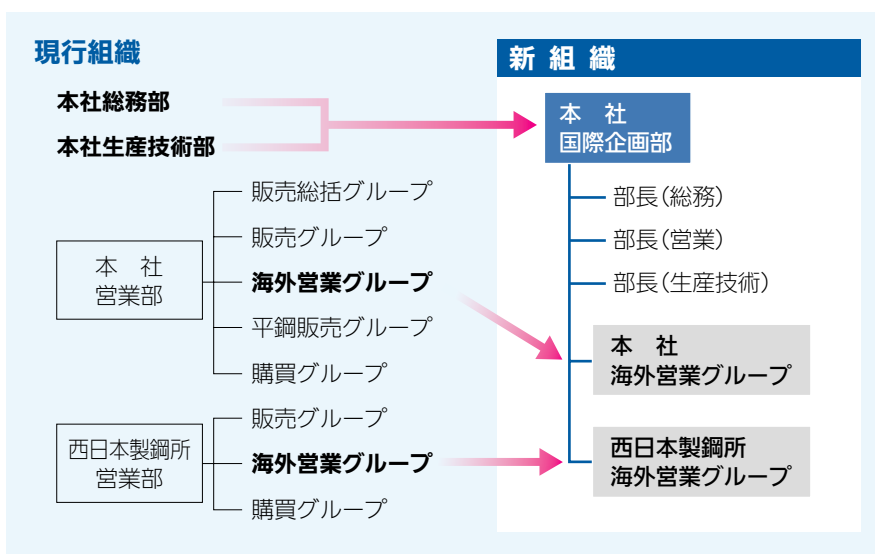 現行組織
本社総務部
本社生産技術部
本 社
営業部
販売総括グループ
販売グループ
海外営業グループ
平鋼販売グループ
購買グループ
西日本製鋼所
営業部
販売グループ
海外営業グループ
購買グループ
新 組 織
本 社
国際企画部
部長(総務)
部長(営業)
部長(生産技術)
本 社
海外営業グループ
西日本製鋼所
海外営業グループ